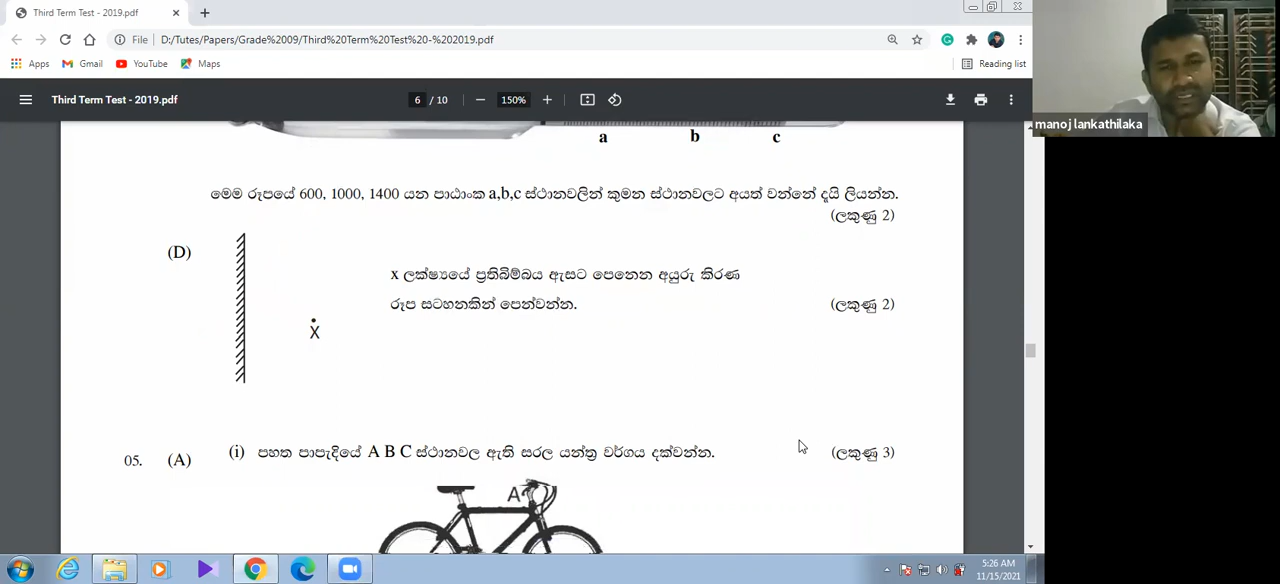 Third Term Test - 2019.pdf
File D:/Tutes/Papers/Grade%2009/Third%20Term%20Test%20-%202019.pdf
Apps Gmail YouTube Maps Reading list
Third Term Test - 2019.pdf 6 / 10 150%
manoj lankathilaka
a b c
මෙම රූපයේ 600, 1000, 1400 යන පාඨාංක a,b,c ස්ථානවලින් කුමන ස්ථානවලට අයත් වන්නේ දැයි ලියන්න.
(ලකුණු 2)
(D)
x ලක්ෂ්‍යයේ ප්‍රතිබිම්බය ඇසට පෙනෙන අයුරු කිරණ
රූප සටහනකින් පෙන්වන්න. (ලකුණු 2)
X
05. (A) (i) පහත පාපැදියේ A B C ස්ථානවල ඇති සරල යන්ත්‍ර වර්ගය දක්වන්න. (ලකුණු 3)
A
5:26 AM
11/15/2021